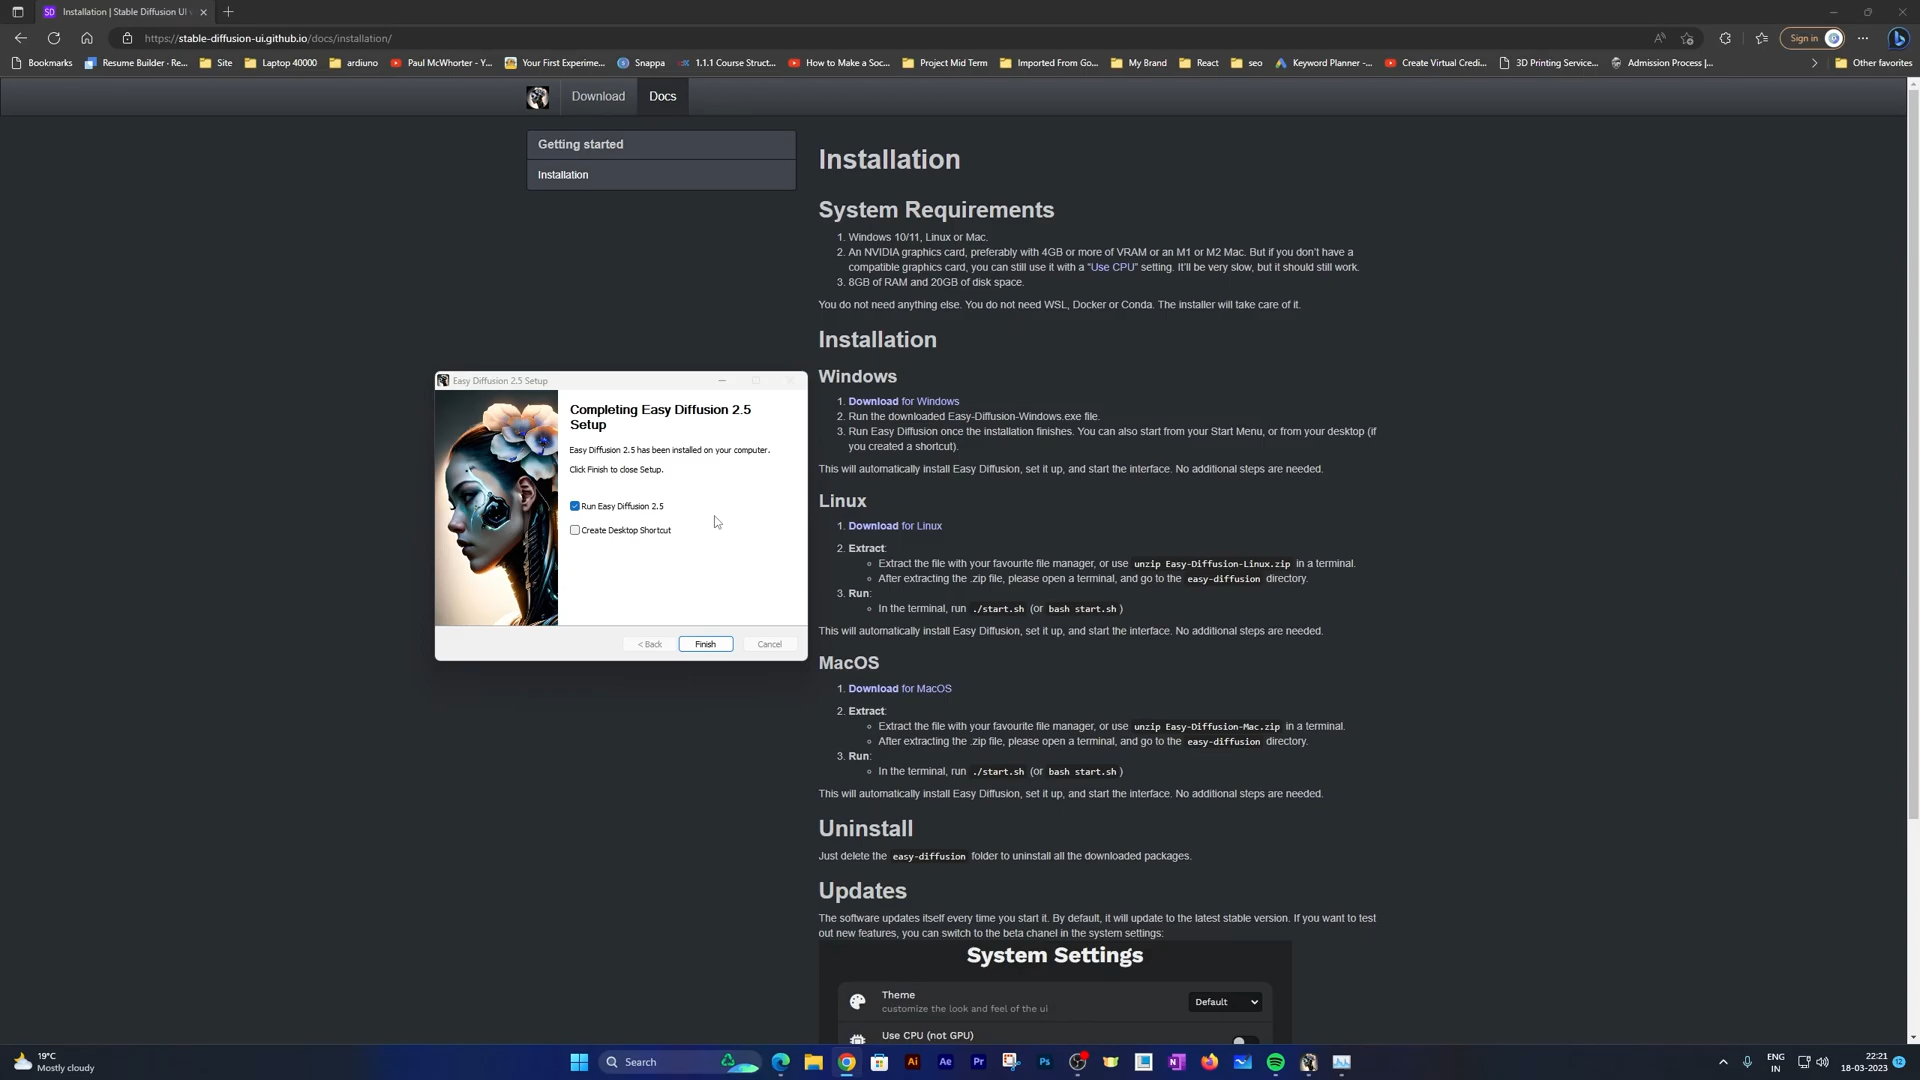 Installation | Stable Diffusion UI
https://stable-diffusion-ui.github.io/docs/installation/
Sign in
Bookmarks
Resume Builder - Re...
Site
Laptop 40000
ardiuno
Paul McWhorter - Y...
Your First Experime...
Snappa
1.1.1 Course Struct...
How to Make a Soc...
Project Mid Term
Imported From Go...
My Brand
React
seo
Keyword Planner -...
Create Virtual Credi...
3D Printing Service...
Admission Process |...
Other favorites
Download
Docs
Getting started
Installation
Installation
System Requirements
1. Windows 10/11, Linux or Mac.
2. An NVIDIA graphics card, preferably with 4GB or more of VRAM or an M1 or M2 Mac. But if you don't have a
compatible graphics card, you can still use it with a "Use CPU" setting. It'll be very slow, but it should still work.
3. 8GB of RAM and 20GB of disk space.
You do not need anything else. You do not need WSL, Docker or Conda. The installer will take care of it.
Installation
Windows
1. Download for Windows
2. Run the downloaded Easy-Diffusion-Windows.exe file.
3. Run Easy Diffusion once the installation finishes. You can also start from your Start Menu, or from your desktop (if
you created a shortcut).
This will automatically install Easy Diffusion, set it up, and start the interface. No additional steps are needed.
Linux
1. Download for Linux
2. Extract:
Extract the file with your favourite file manager, or use unzip Easy-Diffusion-Linux.zip in a terminal.
After extracting the .zip file, please open a terminal, and go to the easy-diffusion directory.
3. Run:
In the terminal, run ./start.sh (or bash start.sh )
This will automatically install Easy Diffusion, set it up, and start the interface. No additional steps are needed.
MacOS
1. Download for MacOS
2. Extract:
Extract the file with your favourite file manager, or use unzip Easy-Diffusion-Mac.zip in a terminal.
After extracting the .zip file, please open a terminal, and go to the easy-diffusion directory.
3. Run:
In the terminal, run ./start.sh (or bash start.sh )
This will automatically install Easy Diffusion, set it up, and start the interface. No additional steps are needed.
Uninstall
Just delete the easy-diffusion folder to uninstall all the downloaded packages.
Updates
The software updates itself every time you start it. By default, it will update to the latest stable version. If you want to test
out new features, you can switch to the beta chanel in the system settings:
System Settings
Theme
customize the look and feel of the ui
Default
Use CPU (not GPU)
Easy Diffusion 2.5 Setup
Completing Easy Diffusion 2.5
Setup
Easy Diffusion 2.5 has been installed on your computer.
Click Finish to close Setup.
Run Easy Diffusion 2.5
Create Desktop Shortcut
< Back
Finish
Cancel
19°C
Mostly cloudy
Search
ENG
IN
22:21
18-03-2023